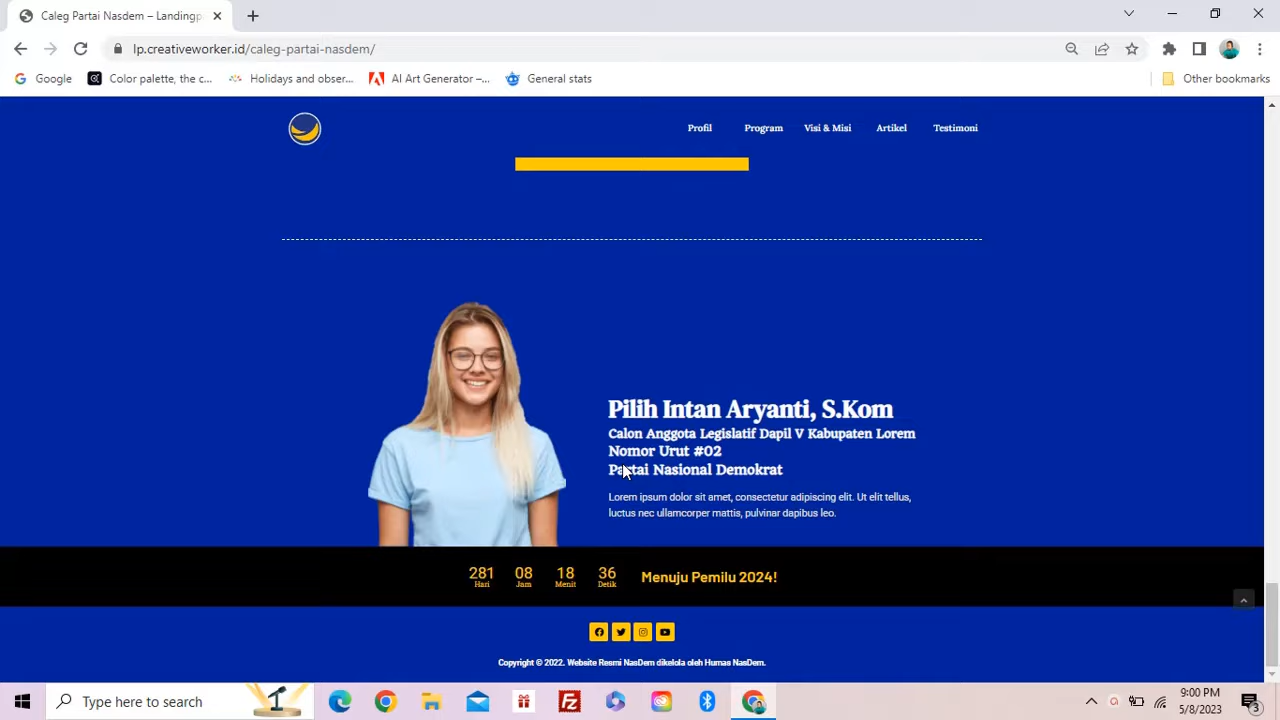 Caleg Partai Nasdem – Landingp
lp.creativeworker.id/caleg-partai-nasdem/
Google
Color palette, the c...
Holidays and obser...
AI Art Generator –...
General stats
Other bookmarks
Profil
Program
Visi & Misi
Artikel
Testimoni
Pilih Intan Aryanti, S.Kom
Calon Anggota Legislatif Dapil V Kabupaten Lorem
Nomor Urut #02
Partai Nasional Demokrat
Lorem ipsum dolor sit amet, consectetur adipiscing elit. Ut elit tellus,
luctus nec ullamcorper mattis, pulvinar dapibus leo.
281 08 18 36 Menuju Pemilu 2024!
Hari Jam Menit Detik
Copyright © 2022. Website Resmi NasDem dikelola oleh Humas NasDem.
Type here to search
9:00 PM
5/8/2023
3